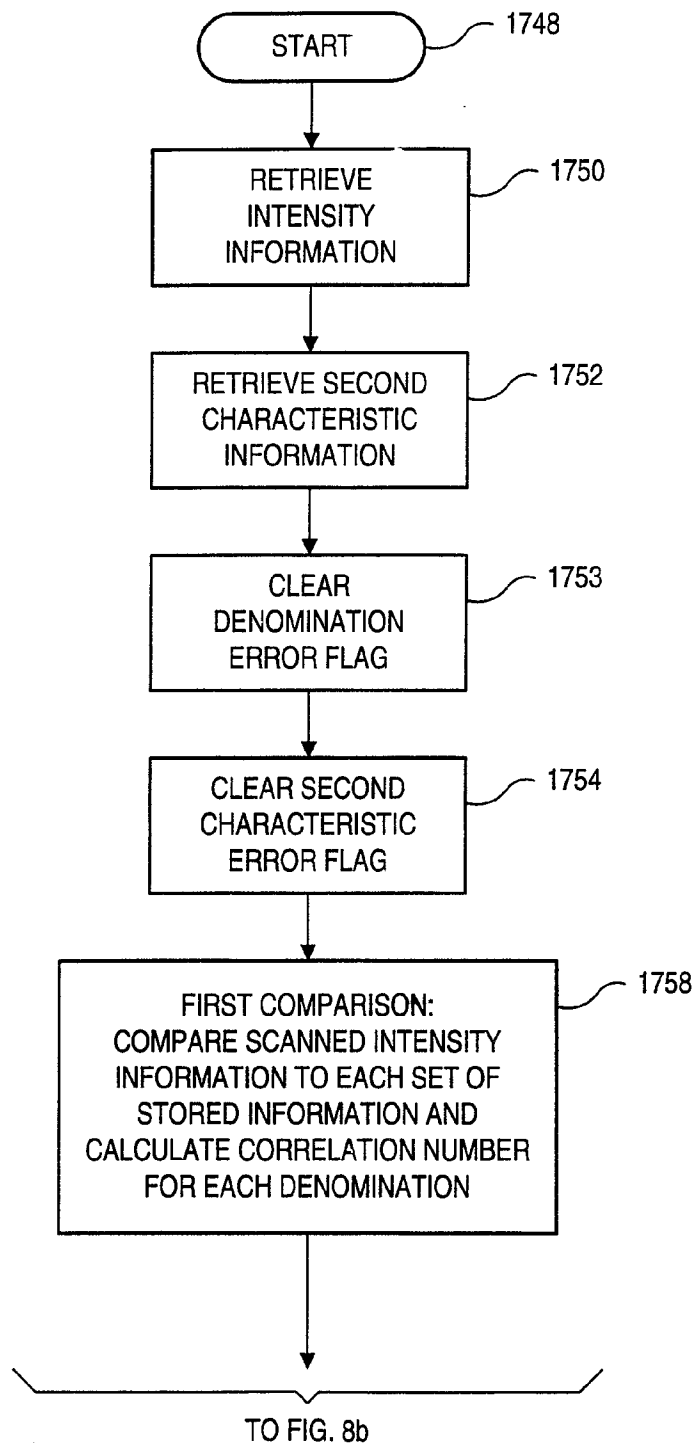 START
1748
RETRIEVE
INTENSITY
INFORMATION
1750
RETRIEVE SECOND
CHARACTERISTIC
INFORMATION
1752
CLEAR
DENOMINATION
ERROR FLAG
1753
CLEAR SECOND
CHARACTERISTIC
ERROR FLAG
1754
FIRST COMPARISON:
COMPARE SCANNED INTENSITY
INFORMATION TO EACH SET OF
STORED INFORMATION AND
CALCULATE CORRELATION NUMBER
FOR EACH DENOMINATION
1758
TO FIG. 8b